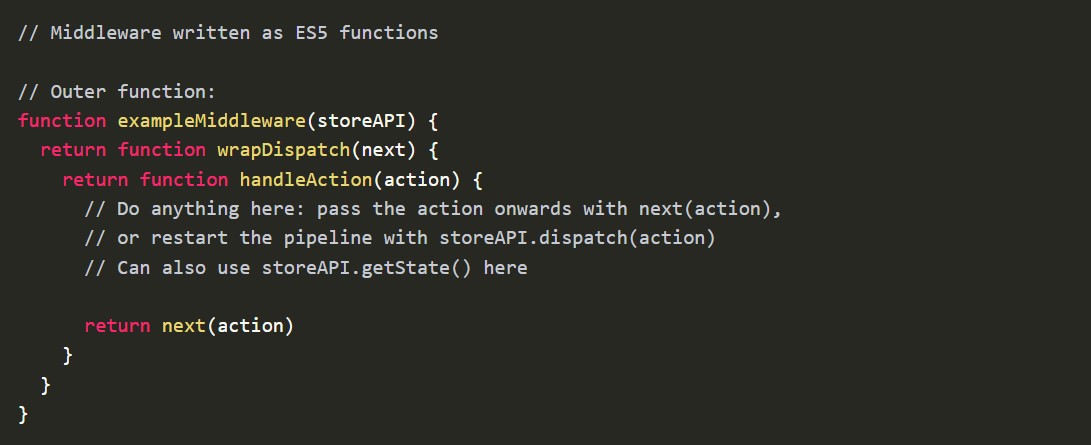 // Middleware written as ES5 functions

// Outer function:
function exampleMiddleware(storeAPI) {
  return function wrapDispatch(next) {
    return function handleAction(action) {
      // Do anything here: pass the action onwards with next(action),
      // or restart the pipeline with storeAPI.dispatch(action)
      // Can also use storeAPI.getState() here

      return next(action)
    }
  }
}